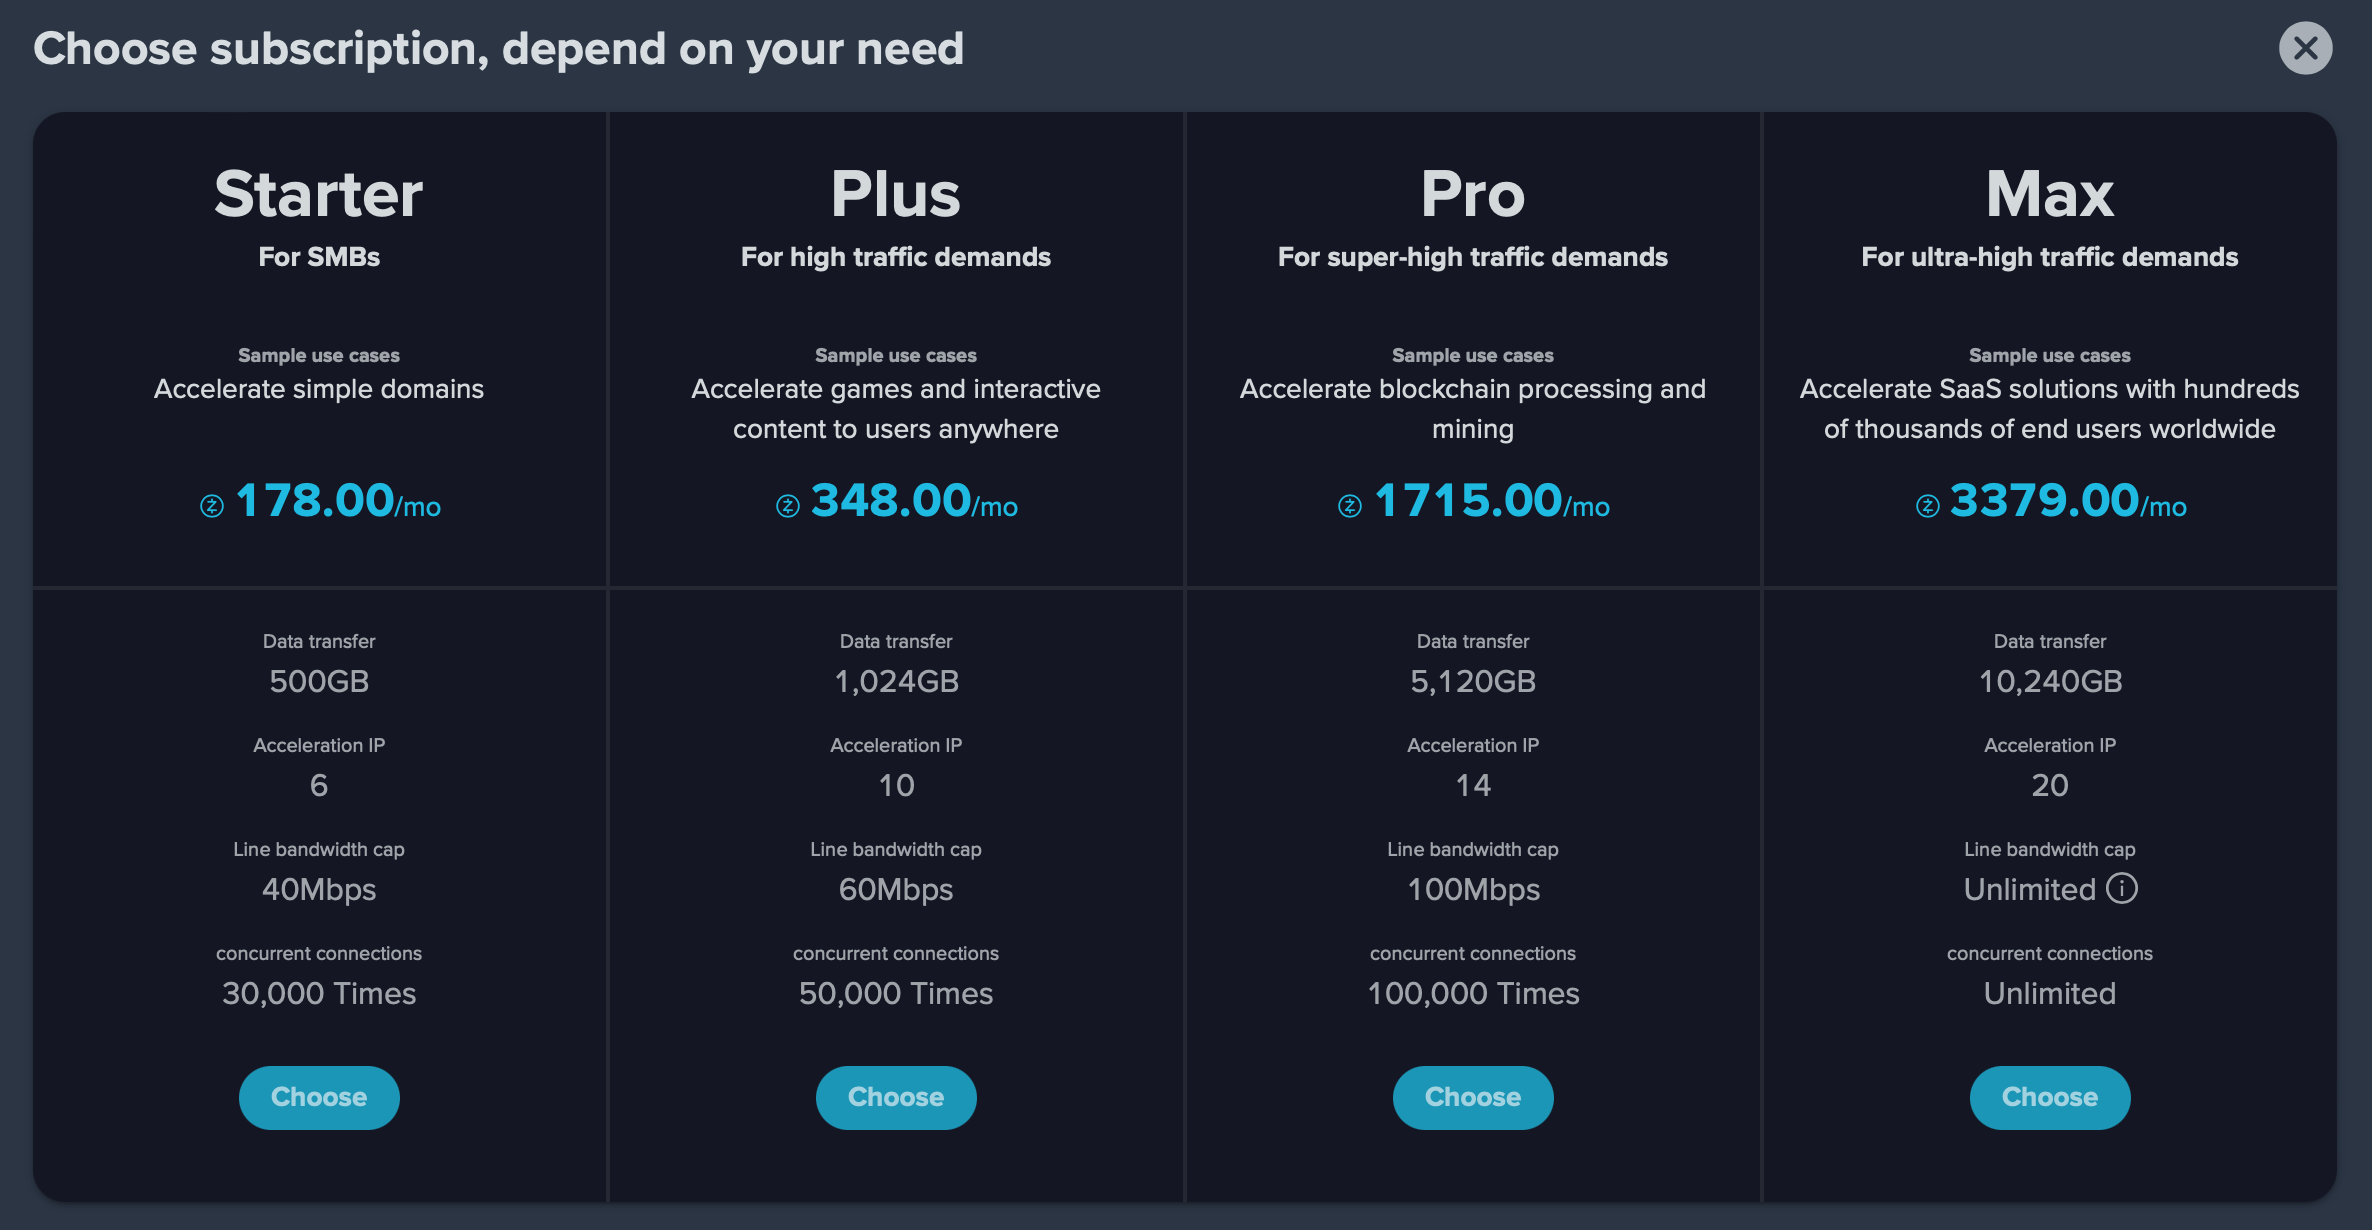 Choose subscription, depend on your need
Starter
For SMBs
Sample use cases
Accelerate simple domains
178.00/mo
Data transfer
500GB
Acceleration IP
6
Line bandwidth cap
40Mbps
concurrent connections
30,000 Times
Choose
Plus
For high traffic demands
Sample use cases
Accelerate games and interactive
content to users anywhere
348.00/mo
Data transfer
1,024GB
Acceleration IP
10
Line bandwidth cap
60Mbps
concurrent connections
50,000 Times
Choose
Pro
For super-high traffic demands
Sample use cases
Accelerate blockchain processing and
mining
1715.00/mo
Data transfer
5,120GB
Acceleration IP
14
Line bandwidth cap
100Mbps
concurrent connections
100,000 Times
Choose
Max
For ultra-high traffic demands
Sample use cases
Accelerate SaaS solutions with hundreds
of thousands of end users worldwide
3379.00/mo
Data transfer
10,240GB
Acceleration IP
20
Line bandwidth cap
Unlimited
concurrent connections
Unlimited
Choose